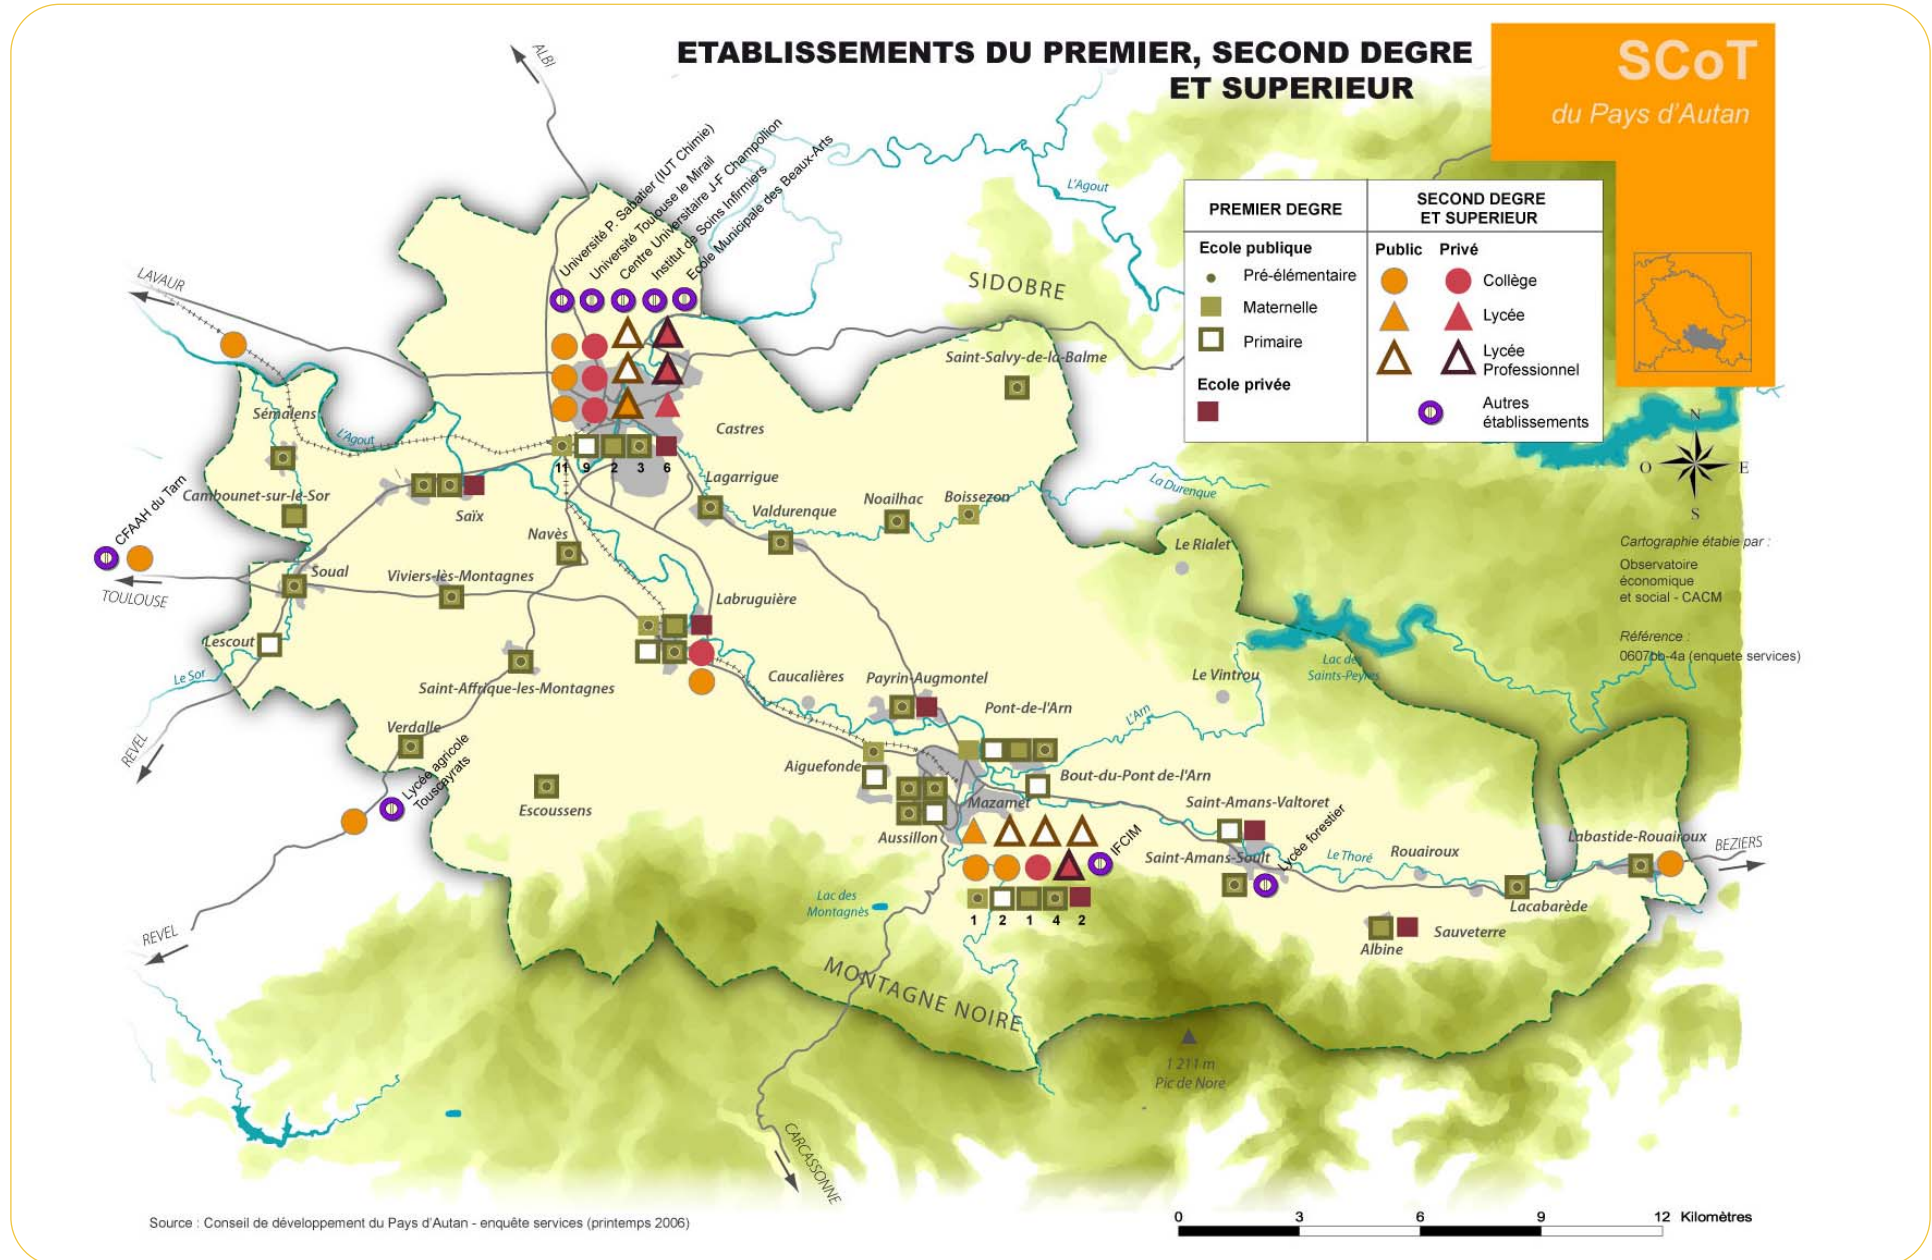 ETABLISSEMENTS DU PREMIER, SECOND DEGRE
ET SUPERIEUR
SCoT
du Pays d'Autan
PREMIER DEGRE
SECOND DEGRE
ET SUPERIEUR
Ecole publique
Pré-élémentaire
Maternelle
Primaire
Ecole privée
Public
Privé
Collège
Lycée
Lycée
Professionnel
Autres
établissements
N
O
E
S
Cartographie étabie par :
Observatoire
économique
et social - CACM
Référence :
0607bb-4a (enquete services)
ALBI
LAVAUR
Université P. Sabatier (IUT Chimie)
Université Toulouse le Mirail
Centre Universitaire J-F Champollion
Institut de Soins Infirmiers
Ecole Municipale des Beaux-Arts
L'Agout
SIDOBRE
Saint-Salvy-de-la-Balme
Sémalens
L'Agout
Castres
11
9
2
3
6
Cambounet-sur-le-Sor
Saïx
Lagarrigue
Valdurenque
Noailhac
Boissezon
La Durenque
CFAAH du Tarn
TOULOUSE
Soual
Navès
Viviers-lès-Montagnes
Le Rialet
Labruguière
Lescout
Le Sor
Saint-Affrique-les-Montagnes
Caucalières
Payrin-Augmontel
Le Vintrou
Lac des
Saints-Peyres
REVEL
Verdalle
Pont-de-l'Arn
L'Arn
Lycée agricole
Touscayrats
Aiguefonde
Bout-du-Pont de-l'Arn
Escoussens
Mazamet
Aussillon
Saint-Amans-Valtoret
Saint-Amans-Soult
Lycée forestier
Le Thoré
Rouairoux
Labastide-Rouairoux
BEZIERS
IFCIM
1
2
1
4
2
Lac des
Montagnès
Lacabarède
Albine
Sauveterre
REVEL
MONTAGNE NOIRE
1 211 m
Pic de Nore
CARCASSONNE
Source : Conseil de développement du Pays d'Autan - enquête services (printemps 2006)
0
3
6
9
12
Kilomètres